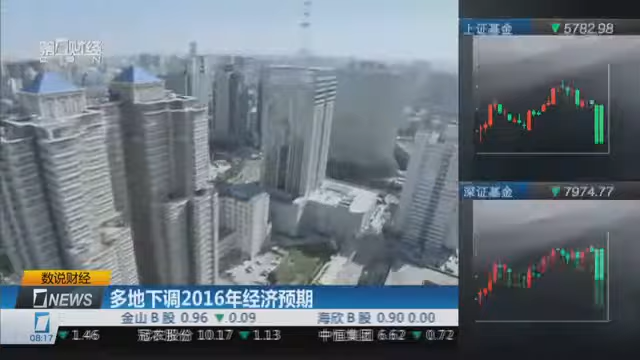 第1财经
上证基金 ▼5782.98
深证基金 ▼7974.77
数说财经
NEWS 多地下调2016年经济预期
金山B股 0.96 ▼0.09 海欣B股 0.90 0.00
08:17 ▼1.46 冠农股份 10.17 ▼1.13 中恒集团 6.62 ▼0.72